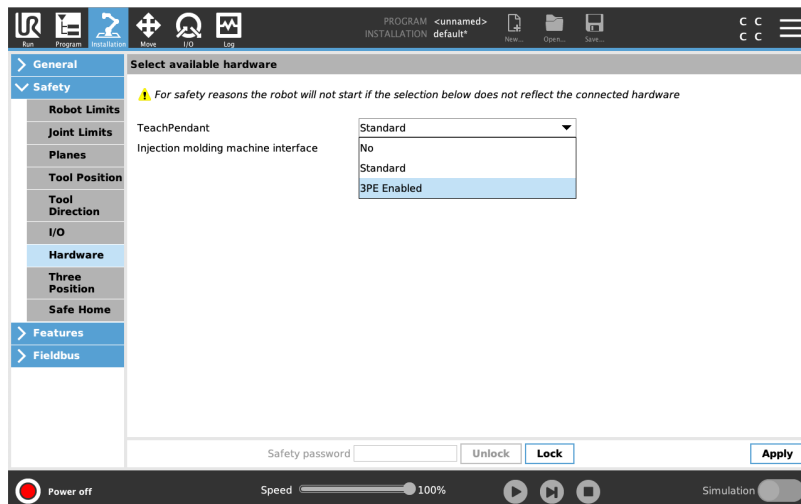 PROGRAM <unnamed>
INSTALLATION default*
Run
Program
Installation
Move
I/O
Log
New...
Open...
Save...
C C
C C
General
Safety
Robot Limits
Joint Limits
Planes
Tool Position
Tool
Direction
I/O
Hardware
Three
Position
Safe Home
Features
Fieldbus
Select available hardware
For safety reasons the robot will not start if the selection below does not reflect the connected hardware
TeachPendant
Standard
Injection molding machine interface
No
Standard
3PE Enabled
Safety password
Unlock
Lock
Apply
Power off
Speed
100%
Simulation